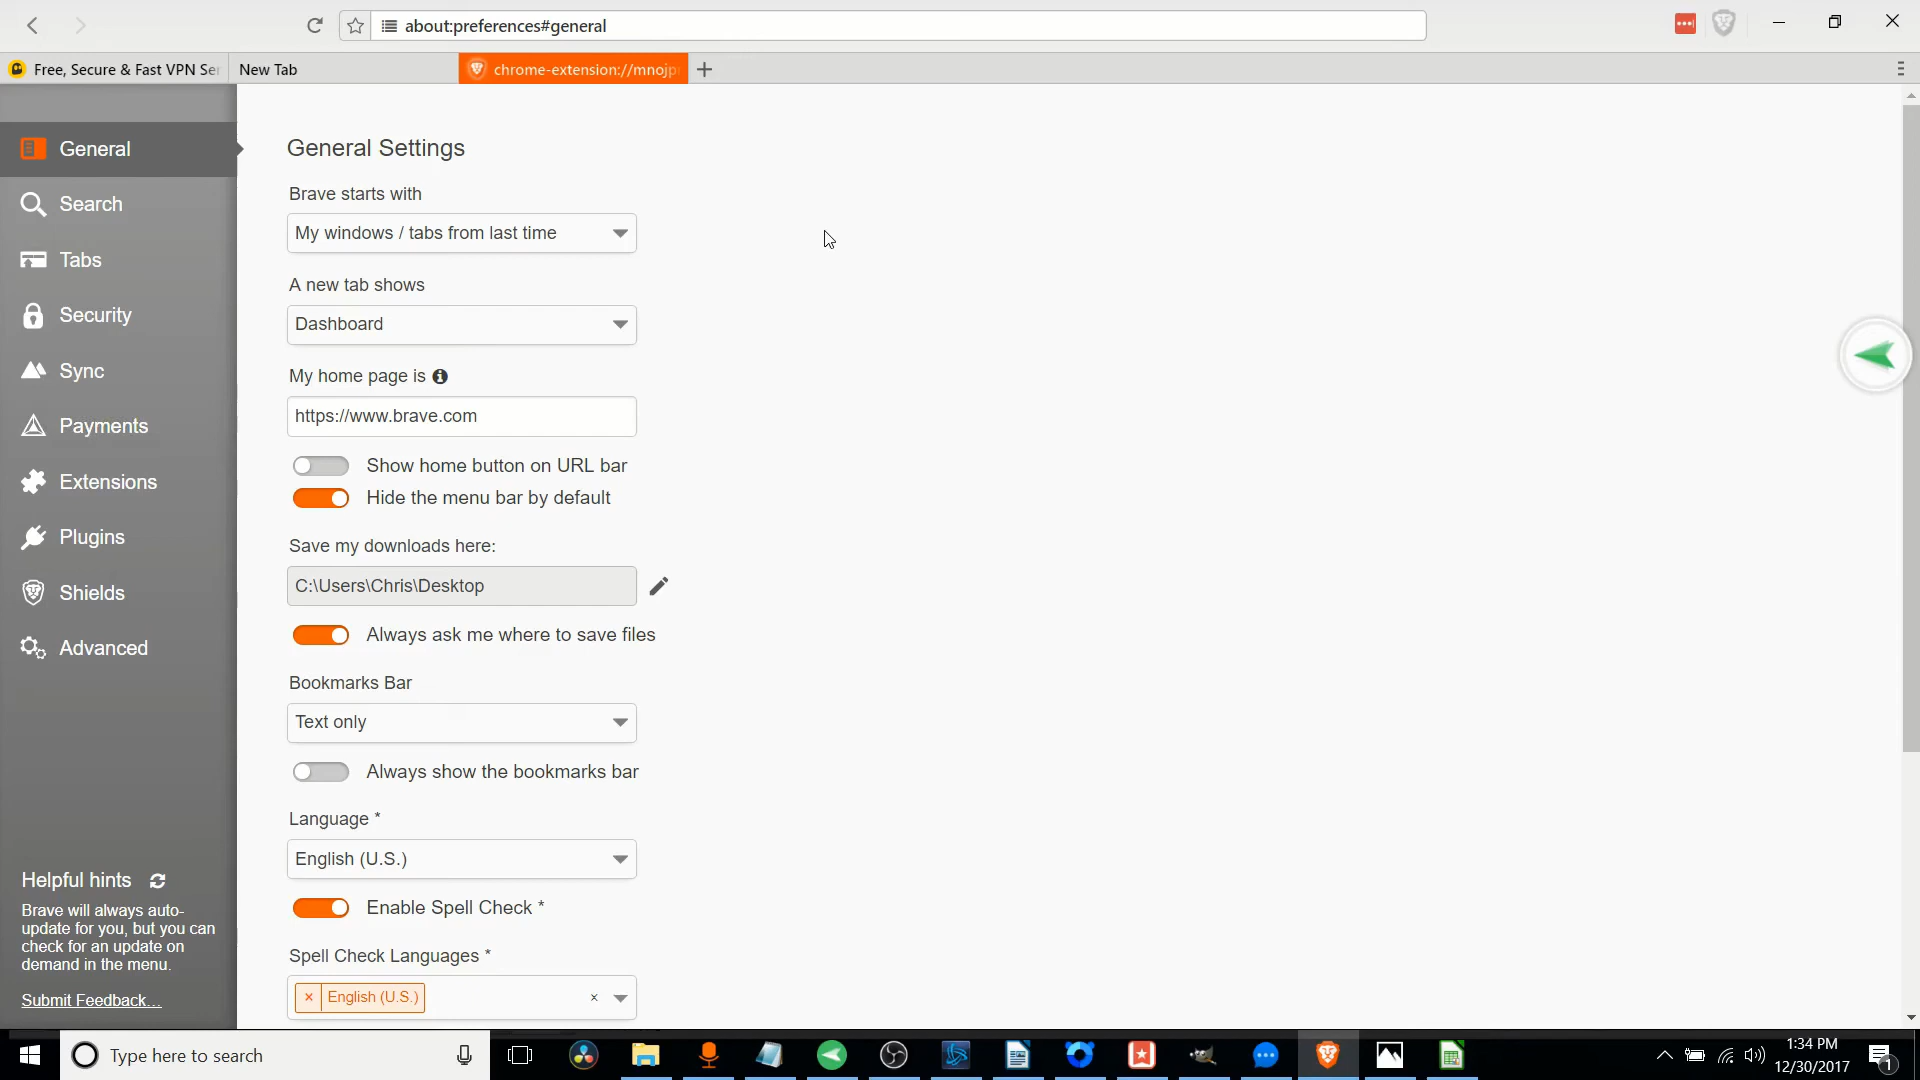 about:preferences#general
Free, Secure & Fast VPN Ser
New Tab
chrome-extension://mnojp
General
Search
Tabs
Security
Sync
Payments
Extensions
Plugins
Shields
Advanced
Helpful hints
Brave will always auto-
update for you, but you can
check for an update on
demand in the menu.
Submit Feedback...
General Settings
Brave starts with
My windows / tabs from last time
A new tab shows
Dashboard
My home page is
https://www.brave.com
Show home button on URL bar
Hide the menu bar by default
Save my downloads here:
C:\Users\Chris\Desktop
Always ask me where to save files
Bookmarks Bar
Text only
Always show the bookmarks bar
Language *
English (U.S.)
Enable Spell Check *
Spell Check Languages *
× English (U.S.) ×
Type here to search
1:34 PM
12/30/2017
1